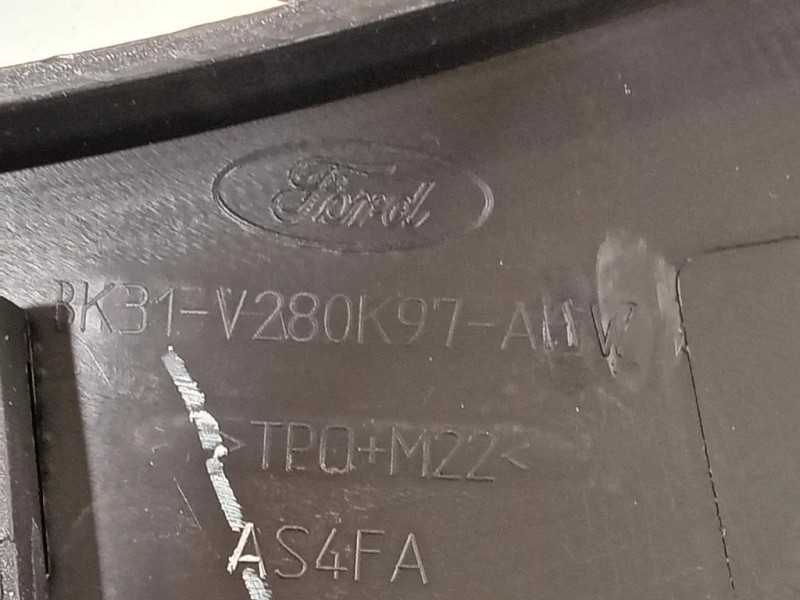 Ford
BK31-V280K97-
>TPO+M22<
AS4FA